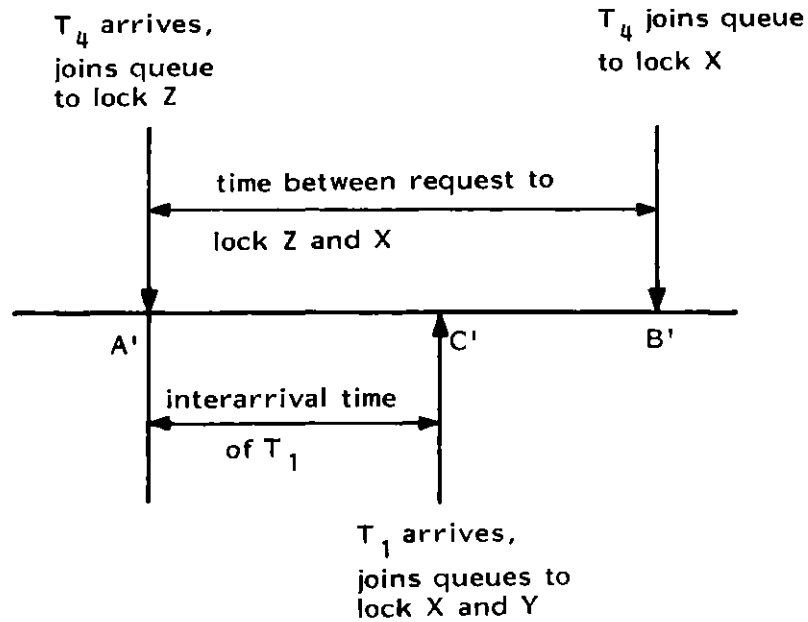 T4 arrives,
joins queue
to lock Z
T4 joins queue
to lock X
time between request to
lock Z and X
A'
C'
B'
interarrival time
of T1
T1 arrives,
joins queues to
lock X and Y